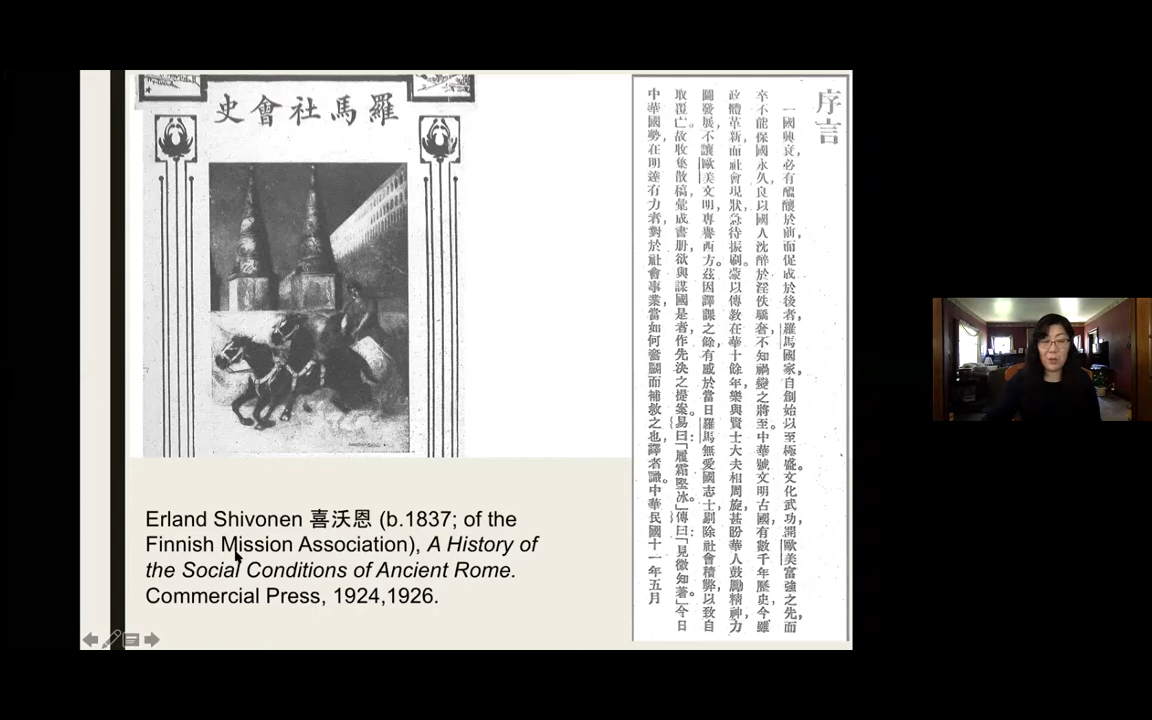 羅馬社會史
Erland Shivonen 喜沃恩 (b.1837; of the
Finnish Mission Association), A History of
the Social Conditions of Ancient Rome.
Commercial Press, 1924,1926.
序言
一國興衰必有醞釀於前而促成於後者，羅馬國家自創始以至極盛。文化武功，開歐美富強之先，而
卒不能保國永久，良以國人沈醉於淫佚驕奢，不知禍變之將至。中華號文明古國，有數千年歷史，今雖
政體革新，而社會現狀，急待振刷。蒙以傳教在華十餘年，樂與賢士大夫相周旋，甚盼華人鼓勵精神，力
圖發展，不讓歐美文明，專譽西方。茲因譯課之餘，有感於當日羅馬無愛國志士，剷除社會積弊，以致自
取覆亡。故收集散稿，彙成書册，欲與謀國是者，作先決之提案。易曰：「履霜堅冰」傳曰：「見微知著。」今日
中華國勢，在明達有力者，對於社會事業，當如何奮鬭而補救之也，譯者識。中華民國十一年五月